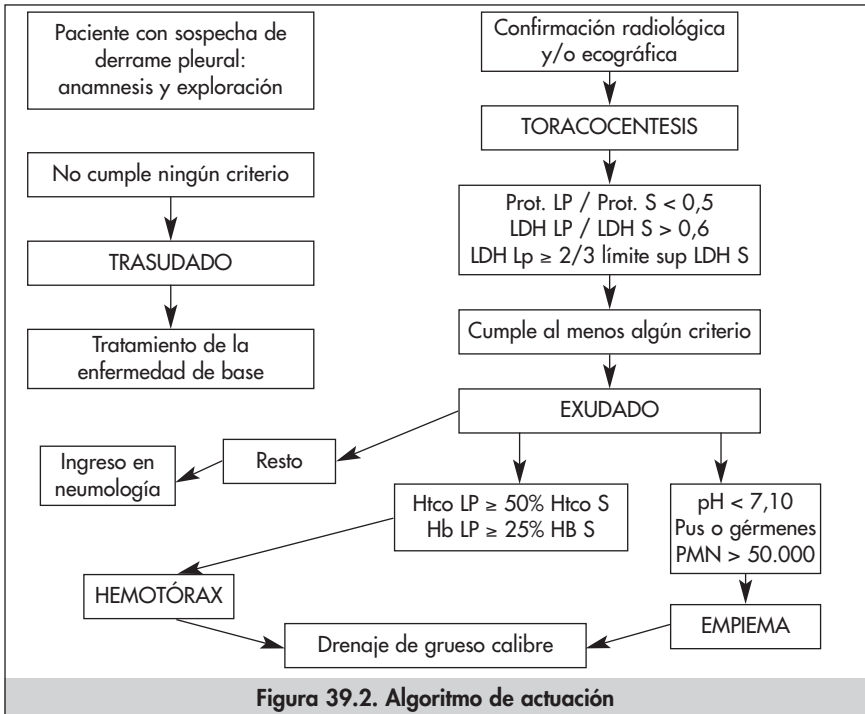 Paciente con sospecha de
derrame pleural:
anamnesis y exploración
Confirmación radiológica
y/o ecográfica
TORACOCENTESIS
No cumple ningún criterio
Prot. LP / Prot. S < 0,5
LDH LP / LDH S > 0,6
LDH Lp ≥ 2/3 límite sup LDH S
TRASUDADO
Cumple al menos algún criterio
Tratamiento de la
enfermedad de base
EXUDADO
Ingreso en
neumología
Resto
Htco LP ≥ 50% Htco S
Hb LP ≥ 25% HB S
pH < 7,10
Pus o gérmenes
PMN > 50.000
HEMOTÓRAX
EMPIEMA
Drenaje de grueso calibre
Figura 39.2. Algoritmo de actuación